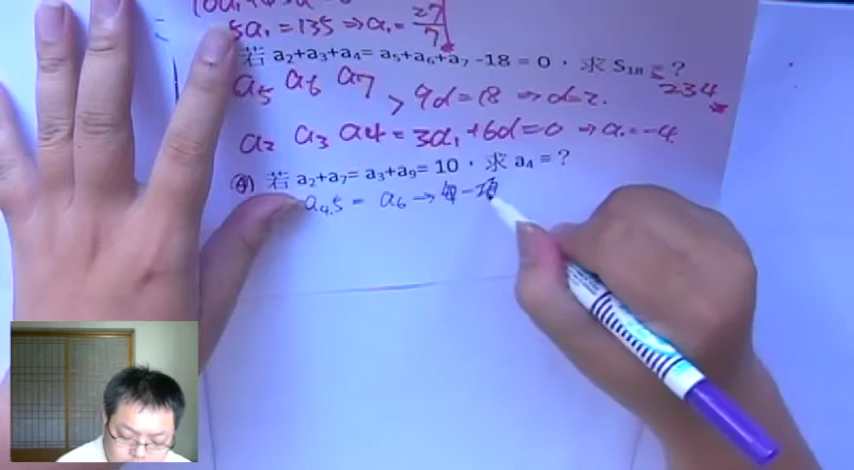 5a₁ = 135 ⇒ a₁ = 27/7
若 a₂+a₃+a₄= a₅+a₆+a₇ -18 = 0，求 S₁₈ = ? 234
a₅ a₆ a₇ > 9d = 18 ⇒ d=2.
a₂ a₃ a₄ = 3a₁+6d=0 ⇒ a₁=-4.
(4) 若 a₂+a₇= a₃+a₉= 10，求 a₄ = ?
a₄.₅ = a₆ → 每一項